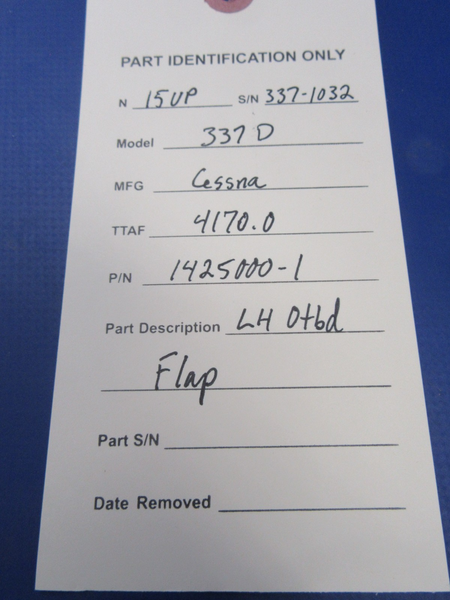 PART IDENTIFICATION ONLY
N 15UP S/N 337-1032
Model 337D
MFG Cessna
TTAF 4170.0
P/N 1425000-1
Part Description LH Otbd
Flap
Part S/N
Date Removed